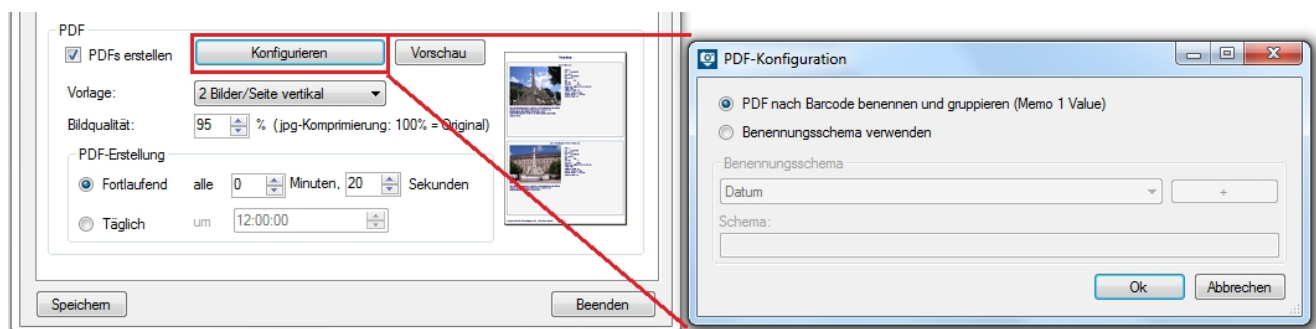 PDF
PDFs erstellen
Konfigurieren
Vorschau
Vorlage:
2 Bilder/Seite vertikal
Bildqualität:
95 % (jpg-Komprimierung: 100% = Original)
PDF-Erstellung
Fortlaufend alle 0 Minuten, 20 Sekunden
Täglich um 12:00:00
Speichern
Beenden
PDF-Konfiguration
PDF nach Barcode benennen und gruppieren (Memo 1 Value)
Benennungsschema verwenden
Benennungsschema
Datum
+
Schema:
Ok
Abbrechen